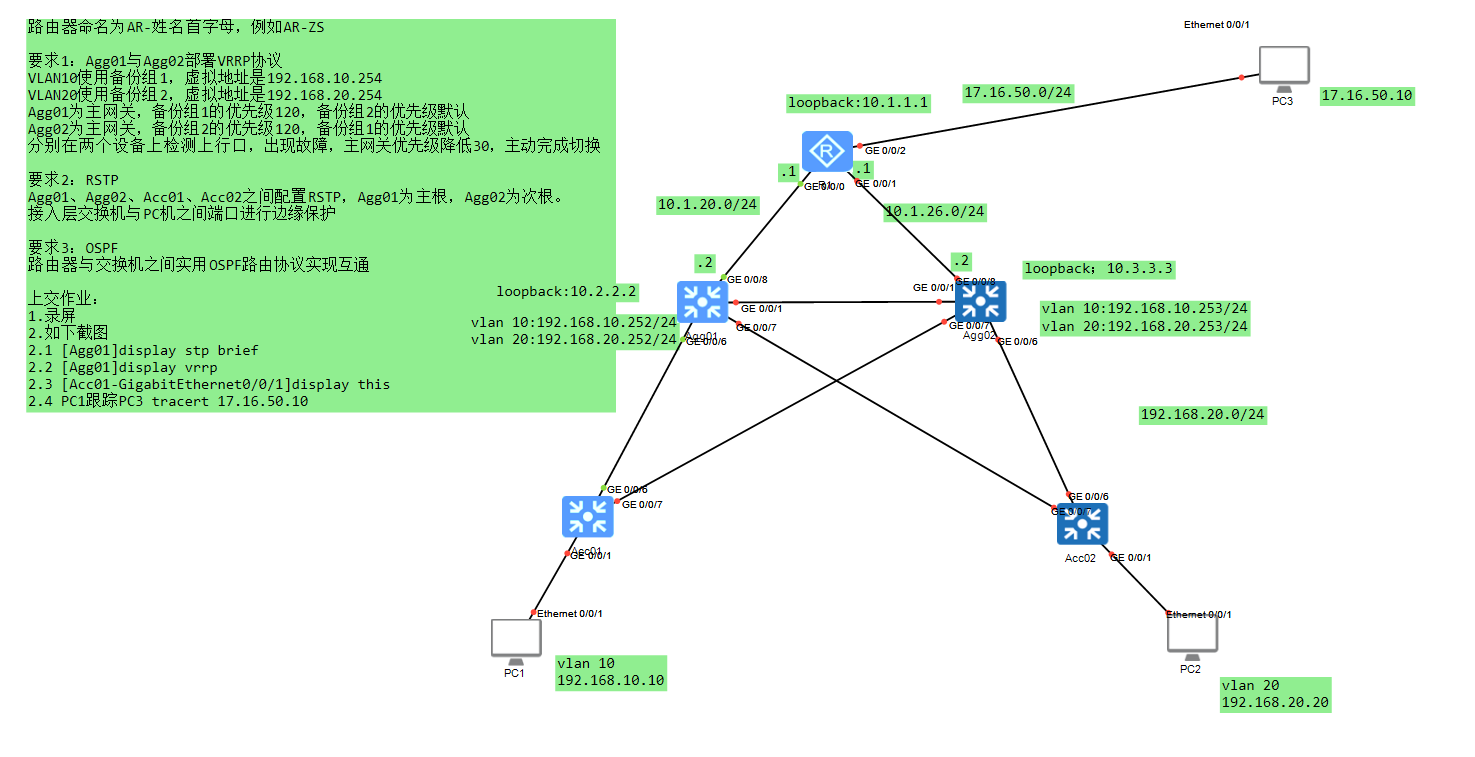 路由器命名为AR-姓名首字母，例如AR-ZS
要求1：Agg01与Agg02部署VRRP协议
VLAN10使用备份组1，虚拟地址是192.168.10.254
VLAN20使用备份组2，虚拟地址是192.168.20.254
Agg01为主网关，备份组1的优先级120，备份组2的优先级默认
Agg02为主网关，备份组2的优先级120，备份组1的优先级默认
分别在两个设备上检测上行口，出现故障，主网关优先级降低30，主动完成切换
要求2：RSTP
Agg01、Agg02、Acc01、Acc02之间配置RSTP，Agg01为主根，Agg02为次根。
接入层交换机与PC机之间端口进行边缘保护
要求3：OSPF
路由器与交换机之间实用OSPF路由协议实现互通
上交作业：
1.录屏
2.如下截图
2.1 [Agg01]display stp brief
2.2 [Agg01]display vrrp
2.3 [Acc01-GigabitEthernet0/0/1]display this
2.4 PC1跟踪PC3 tracert 17.16.50.10
Ethernet 0/0/1
PC3
17.16.50.10
17.16.50.0/24
loopback:10.1.1.1
GE 0/0/2
R1
.1
GE 0/0/0
.1
GE 0/0/1
10.1.20.0/24
10.1.26.0/24
.2
GE 0/0/8
.2
GE 0/0/8
loopback；10.3.3.3
loopback:10.2.2.2
GE 0/0/1
GE 0/0/1
vlan 10:192.168.10.252/24
vlan 20:192.168.20.252/24
Agg01
GE 0/0/7
GE 0/0/6
GE 0/0/7
Agg02
GE 0/0/6
vlan 10:192.168.10.253/24
vlan 20:192.168.20.253/24
192.168.20.0/24
GE 0/0/6
GE 0/0/7
Acc01
GE 0/0/1
GE 0/0/6
GE 0/0/7
Acc02
GE 0/0/1
Ethernet 0/0/1
PC1
vlan 10
192.168.10.10
Ethernet 0/0/1
PC2
vlan 20
192.168.20.20